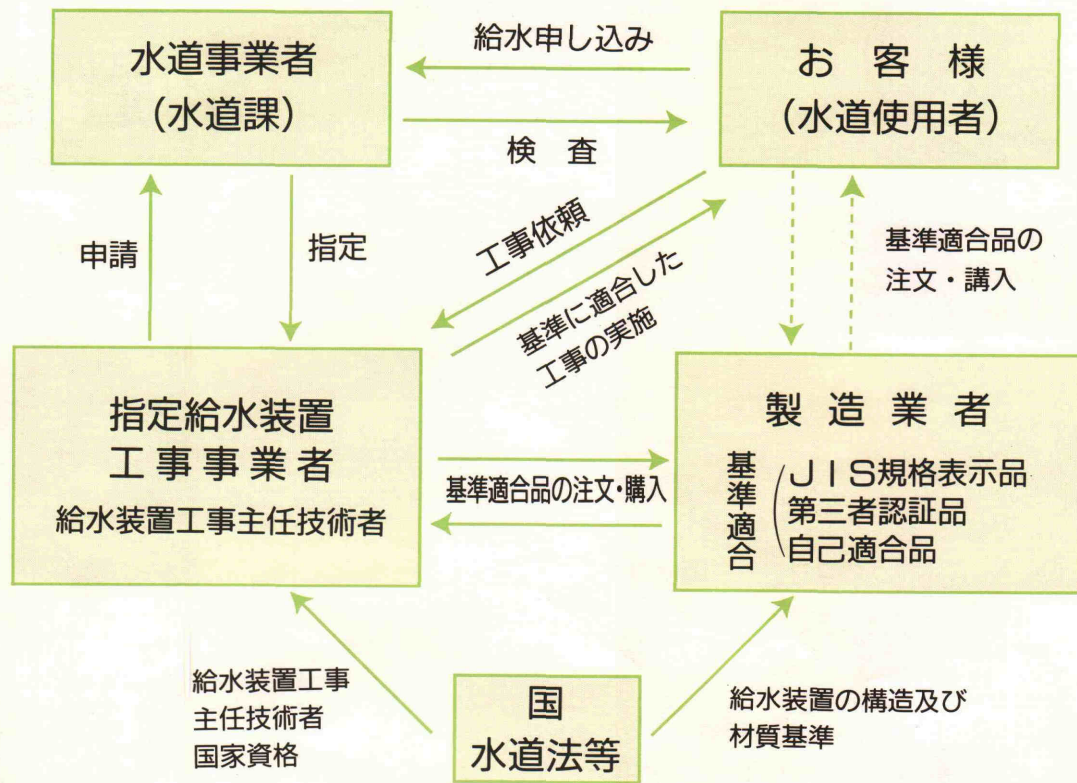 水道事業者
(水道課)
給水申し込み
お客様
(水道使用者)
検査
申請
指定
工事依頼
基準に適合した
工事の実施
基準適合品の
注文・講入
指定給水装置
工事事業者
給水装置工事主任技術者
基準適合品の注文・購入
製造業者
基準適合
JIS規格表示品
第三者認証品
自己適合品
給水装置工事
主任技術者
国家資格
国
水道法等
給水装置の構造及び
材質基準